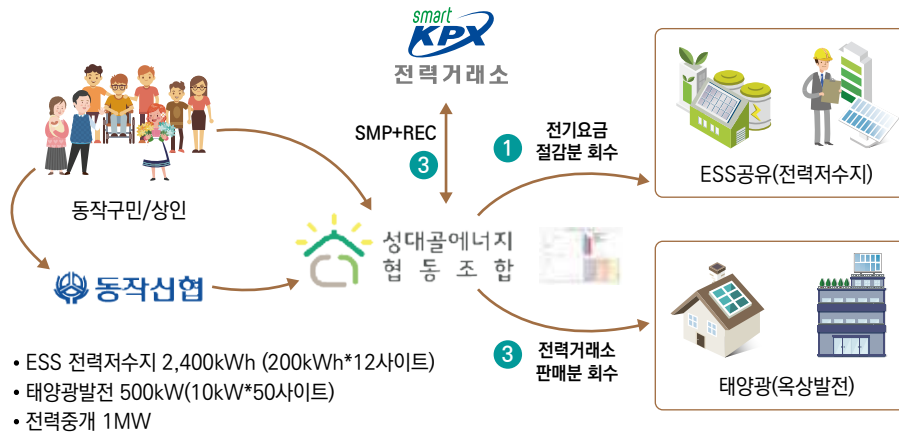 smart
KPX
전력거래소
SMP+REC
3
1
전기요금
절감분 회수
ESS공유(전력저수지)
동작구민/상인
성대골에너지
협동조합
동작신협
3
전력거래소
판매분 회수
태양광(옥상발전)
• ESS 전력저수지 2,400kWh (200kWh*12사이트)
• 태양광발전 500kW(10kW*50사이트)
• 전력중개 1MW